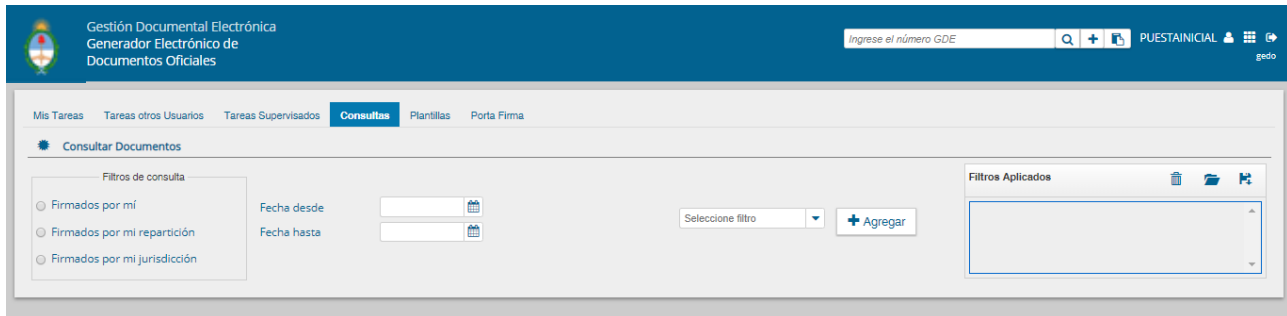 Gestión Documental Electrónica
Generador Electrónico de
Documentos Oficiales
Ingrese el número GDE
PUESTAINICIAL
gedo
Mis Tareas Tareas otros Usuarios Tareas Supervisados Consultas Plantillas Porta Firma
Consultar Documentos
Filtros de consulta
Firmados por mí
Firmados por mi repartición
Firmados por mi jurisdicción
Fecha desde
Fecha hasta
Seleccione filtro
Agregar
Filtros Aplicados